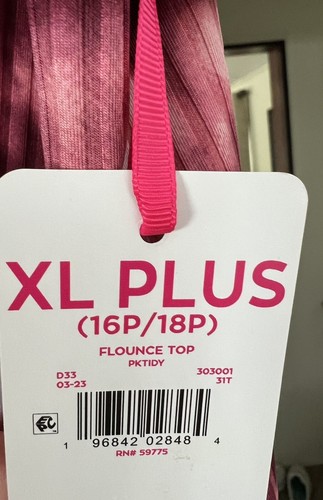 XL PLUS
(16P/18P)
FLOUNCE TOP
PKTIDY
D33 303001
03-23 31T
1 96842 02848 4
RN# 59775